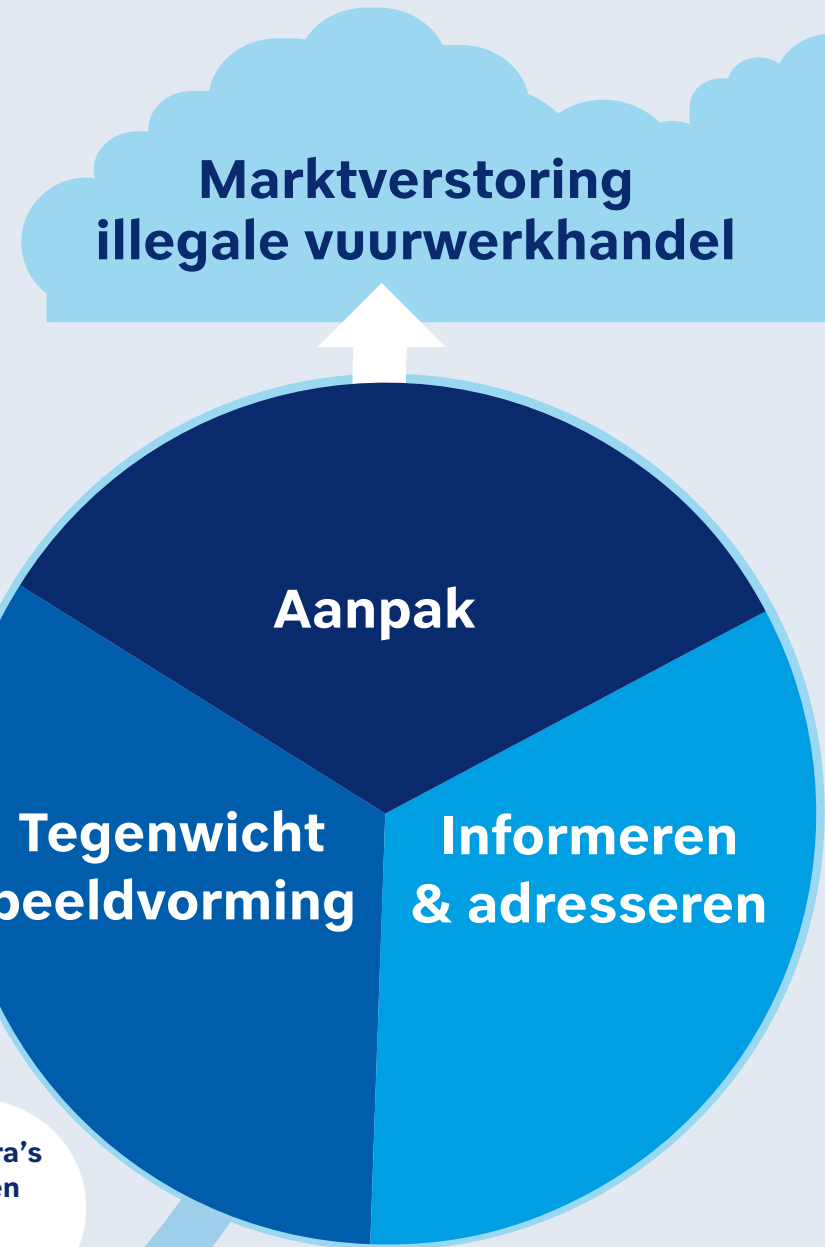 Marktverstoring
illegale vuurwerkhandel
Aanpak
Tegenwicht
beeldvorming
Informeren
& adresseren